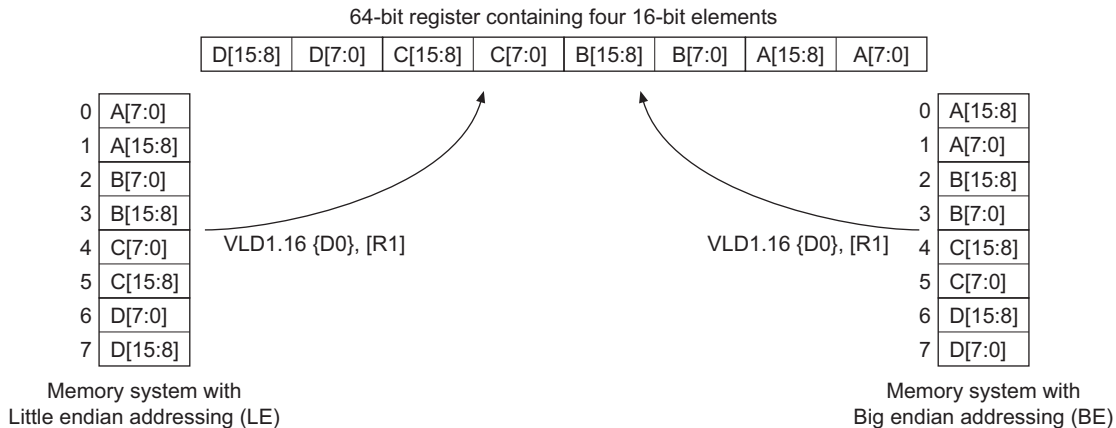 64-bit register containing four 16-bit elements
D[15:8] D[7:0] C[15:8] C[7:0] B[15:8] B[7:0] A[15:8] A[7:0]
0 A[7:0]
1 A[15:8]
2 B[7:0]
3 B[15:8]
4 C[7:0]
5 C[15:8]
6 D[7:0]
7 D[15:8]
VLD1.16 {D0}, [R1]
Memory system with
Little endian addressing (LE)
VLD1.16 {D0}, [R1]
0 A[15:8]
1 A[7:0]
2 B[15:8]
3 B[7:0]
4 C[15:8]
5 C[7:0]
6 D[15:8]
7 D[7:0]
Memory system with
Big endian addressing (BE)